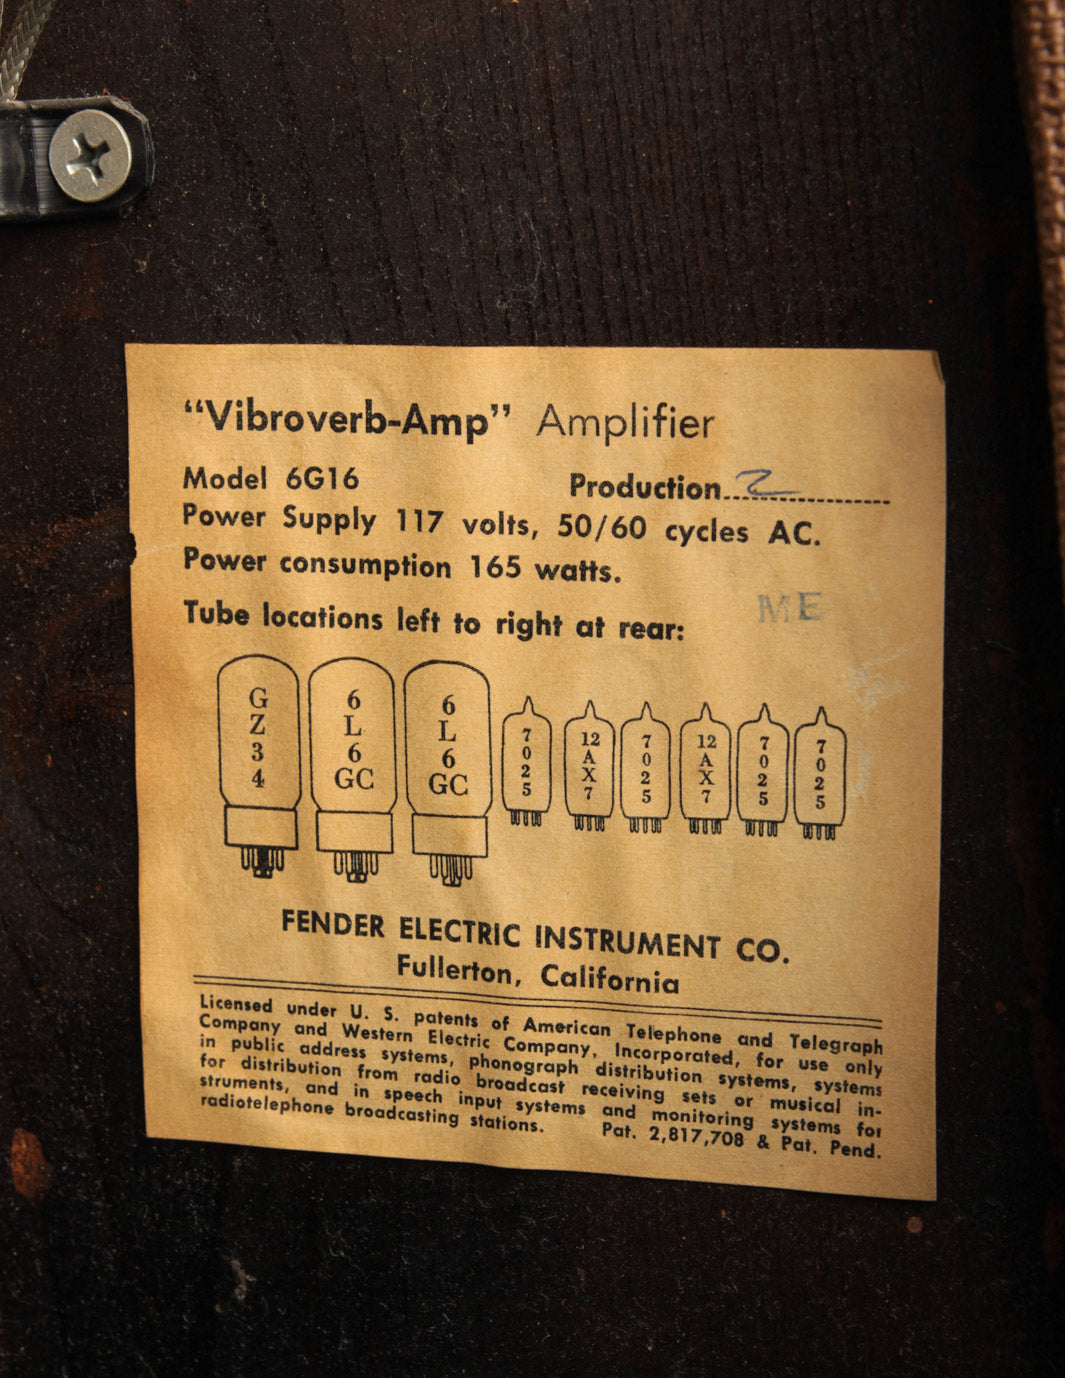 “Vibroverb-Amp” Amplifier
Model 6G16 Production 2
Power Supply 117 volts, 50/60 cycles AC.
Power consumption 165 watts.
ME
Tube locations left to right at rear:
GZ34 6L6GC 6L6GC 7025 12AX7 7025 12AX7 7025 7025
FENDER ELECTRIC INSTRUMENT CO.
Fullerton, California
Licensed under U. S. patents of American Telephone and Telegraph
Company and Western Electric Company, Incorporated, for use only
in public address systems, phonograph distribution systems, systems
for distribution from radio broadcast receiving sets or musical in-
struments, and in speech input systems and monitoring systems for
radiotelephone broadcasting stations. Pat. 2,817,708 & Pat. Pend.